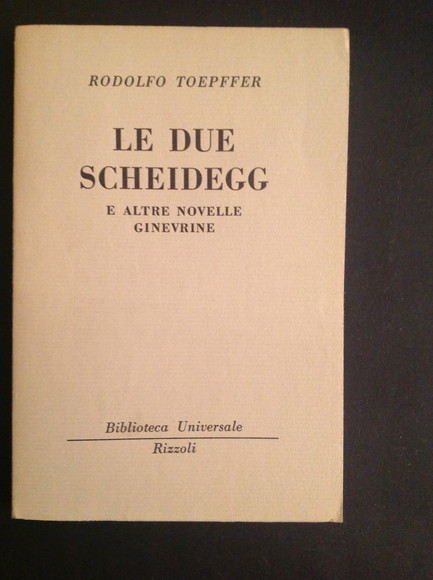 RODOLFO TOEPFFER
LE DUE
SCHEIDEGG
E ALTRE NOVELLE
GINEVRINE
Biblioteca Universale
Rizzoli